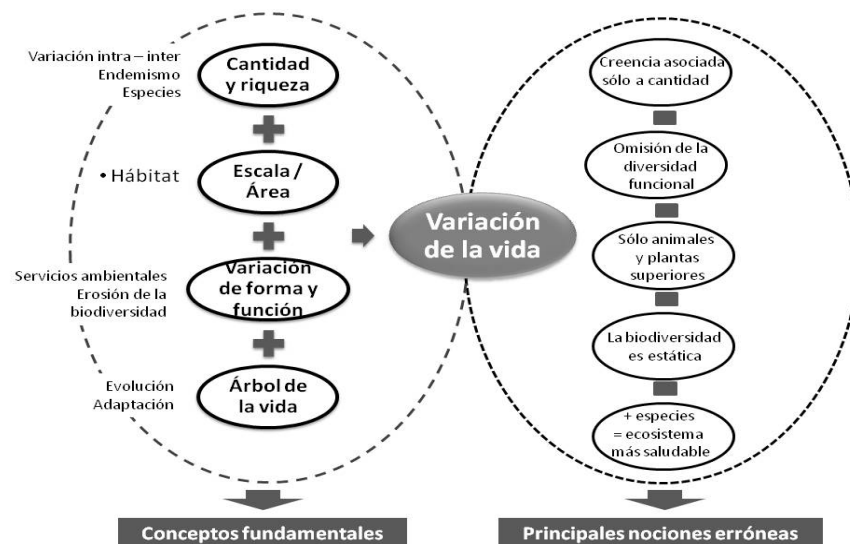 Variación intra – inter
Endemismo
Especies
Cantidad
y riqueza
• Hábitat
Escala /
Área
Servicios ambientales
Erosión de la
biodiversidad
Variación
de forma y
función
Evolución
Adaptación
Árbol de
la vida
Conceptos fundamentales
Variación
de la vida
Creencia asociada
sólo a cantidad
Omisión de la
diversidad
funcional
Sólo animales
y plantas
superiores
La biodiversidad
es estática
+ especies
= ecosistema
más saludable
Principales nociones erróneas